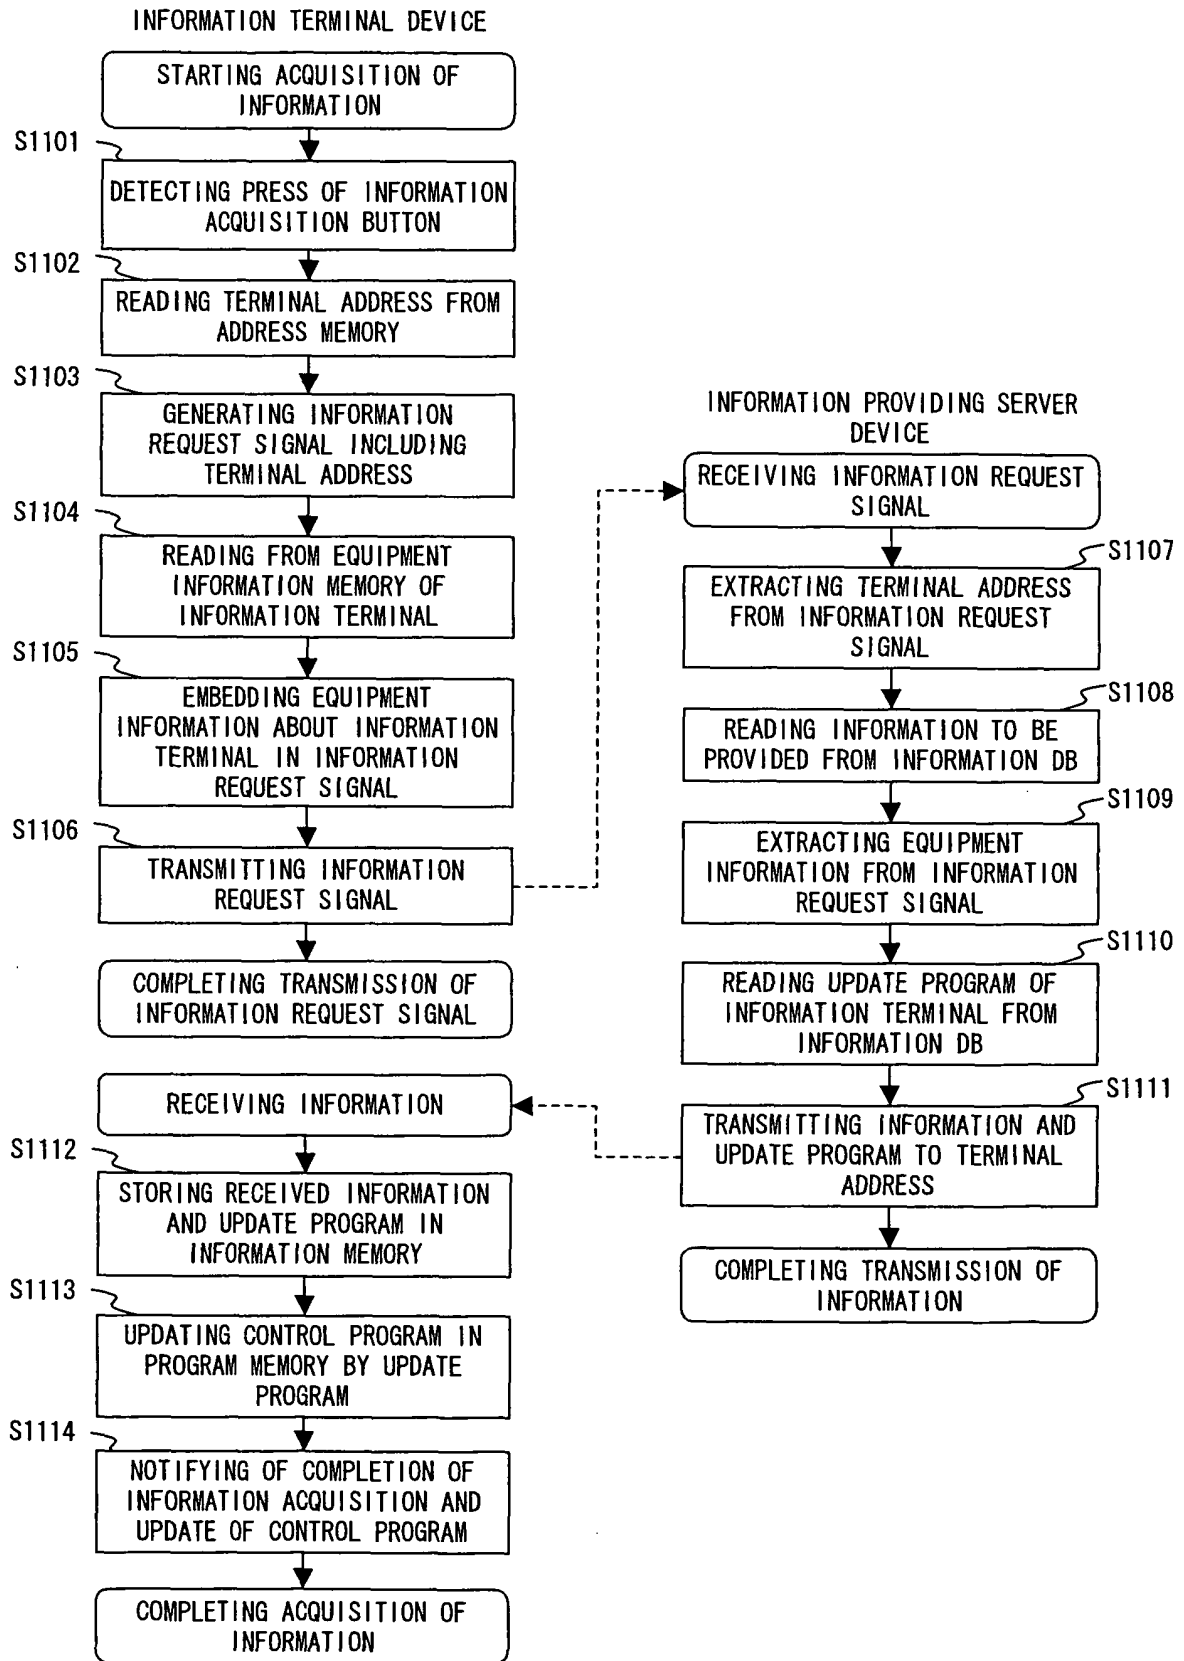 INFORMATION TERMINAL DEVICE
STARTING ACQUISITION OF
INFORMATION
S1101
DETECTING PRESS OF INFORMATION
ACQUISITION BUTTON
S1102
READING TERMINAL ADDRESS FROM
ADDRESS MEMORY
S1103
GENERATING INFORMATION
REQUEST SIGNAL INCLUDING
TERMINAL ADDRESS
S1104
READING FROM EQUIPMENT
INFORMATION MEMORY OF
INFORMATION TERMINAL
S1105
EMBEDDING EQUIPMENT
INFORMATION ABOUT INFORMATION
TERMINAL IN INFORMATION
REQUEST SIGNAL
S1106
TRANSMITTING INFORMATION
REQUEST SIGNAL
COMPLETING TRANSMISSION OF
INFORMATION REQUEST SIGNAL
INFORMATION PROVIDING SERVER
DEVICE
RECEIVING INFORMATION REQUEST
SIGNAL
S1107
EXTRACTING TERMINAL ADDRESS
FROM INFORMATION REQUEST
SIGNAL
S1108
READING INFORMATION TO BE
PROVIDED FROM INFORMATION DB
S1109
EXTRACTING EQUIPMENT
INFORMATION FROM INFORMATION
REQUEST SIGNAL
S1110
READING UPDATE PROGRAM OF
INFORMATION TERMINAL FROM
INFORMATION DB
S1111
TRANSMITTING INFORMATION AND
UPDATE PROGRAM TO TERMINAL
ADDRESS
COMPLETING TRANSMISSION OF
INFORMATION
RECEIVING INFORMATION
S1112
STORING RECEIVED INFORMATION
AND UPDATE PROGRAM IN
INFORMATION MEMORY
S1113
UPDATING CONTROL PROGRAM IN
PROGRAM MEMORY BY UPDATE
PROGRAM
S1114
NOTIFYING OF COMPLETION OF
INFORMATION ACQUISITION AND
UPDATE OF CONTROL PROGRAM
COMPLETING ACQUISITION OF
INFORMATION